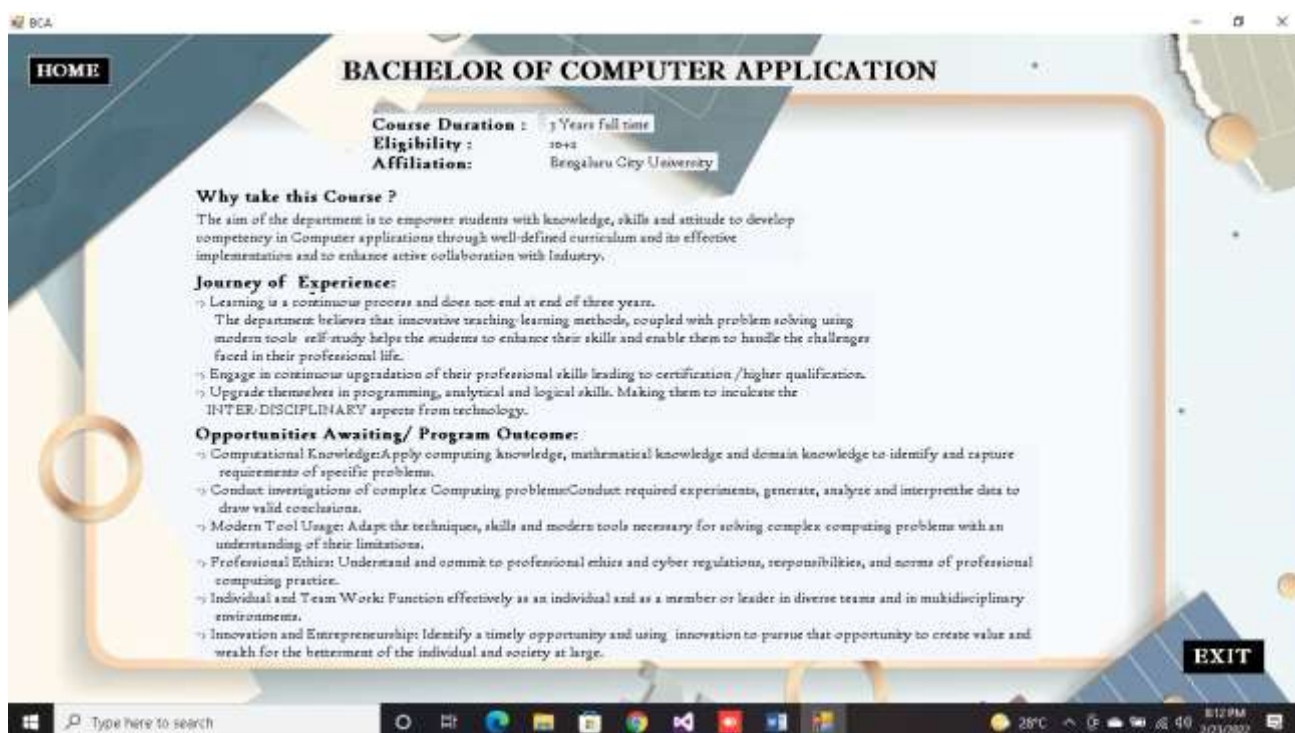 BCA
HOME
BACHELOR OF COMPUTER APPLICATION
Course Duration : 3 Years full time
Eligibility : 10+2
Affiliation: Bengaluru City University
Why take this Course ?
The aim of the department is to empower students with knowledge, skills and attitude to develop
competency in Computer applications through well-defined curriculum and its effective
implementation and to enhance active collaboration with Industry.
Journey of Experience:
Learning is a continuous process and does not end at end of three years.
The department believes that innovative teaching-learning methods, coupled with problem solving using
modern tools self-study helps the students to enhance their skills and enable them to handle the challenges
faced in their professional life.
Engage in continuous upgradation of their professional skills leading to certification /higher qualification.
Upgrade themselves in programming, analytical and logical skills. Making them to inculcate the
INTER-DISCIPLINARY aspects from technology.
Opportunities Awaiting/ Program Outcome:
Computational Knowledge:Apply computing knowledge, mathematical knowledge and domain knowledge to identify and capture
requirements of specific problems.
Conduct investigations of complex Computing problems:Conduct required experiments, generate, analyze and interpretthe data to
draw valid conclusions.
Modern Tool Usage: Adapt the techniques, skills and modern tools necessary for solving complex computing problems with an
understanding of their limitations.
Professional Ethics: Understand and commit to professional ethics and cyber regulations, responsibilities, and norms of professional
computing practice.
Individual and Team Work: Function effectively as an individual and as a member or leader in diverse teams and in multidisciplinary
environments.
Innovation and Entrepreneurship: Identify a timely opportunity and using innovation to pursue that opportunity to create value and
wealth for the betterment of the individual and society at large.
EXIT
Type here to search
28°C
8:12 PM
2/23/2022